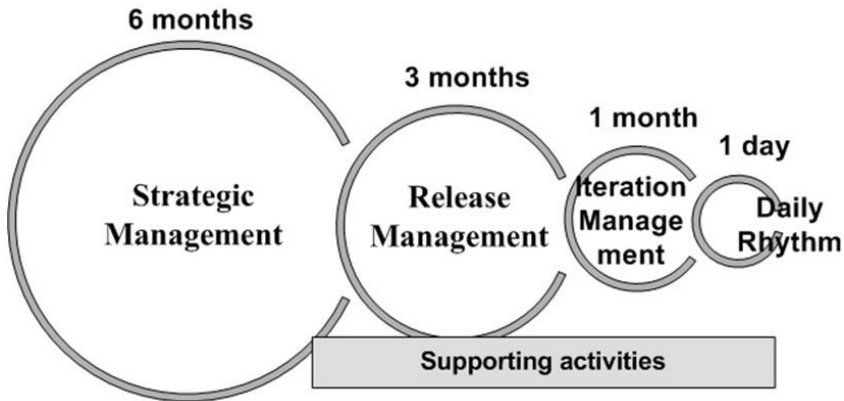 6 months
3 months
1 month
1 day
Strategic
Management
Release
Management
Iteration
Manage
ment
Daily
Rhythm
Supporting activities